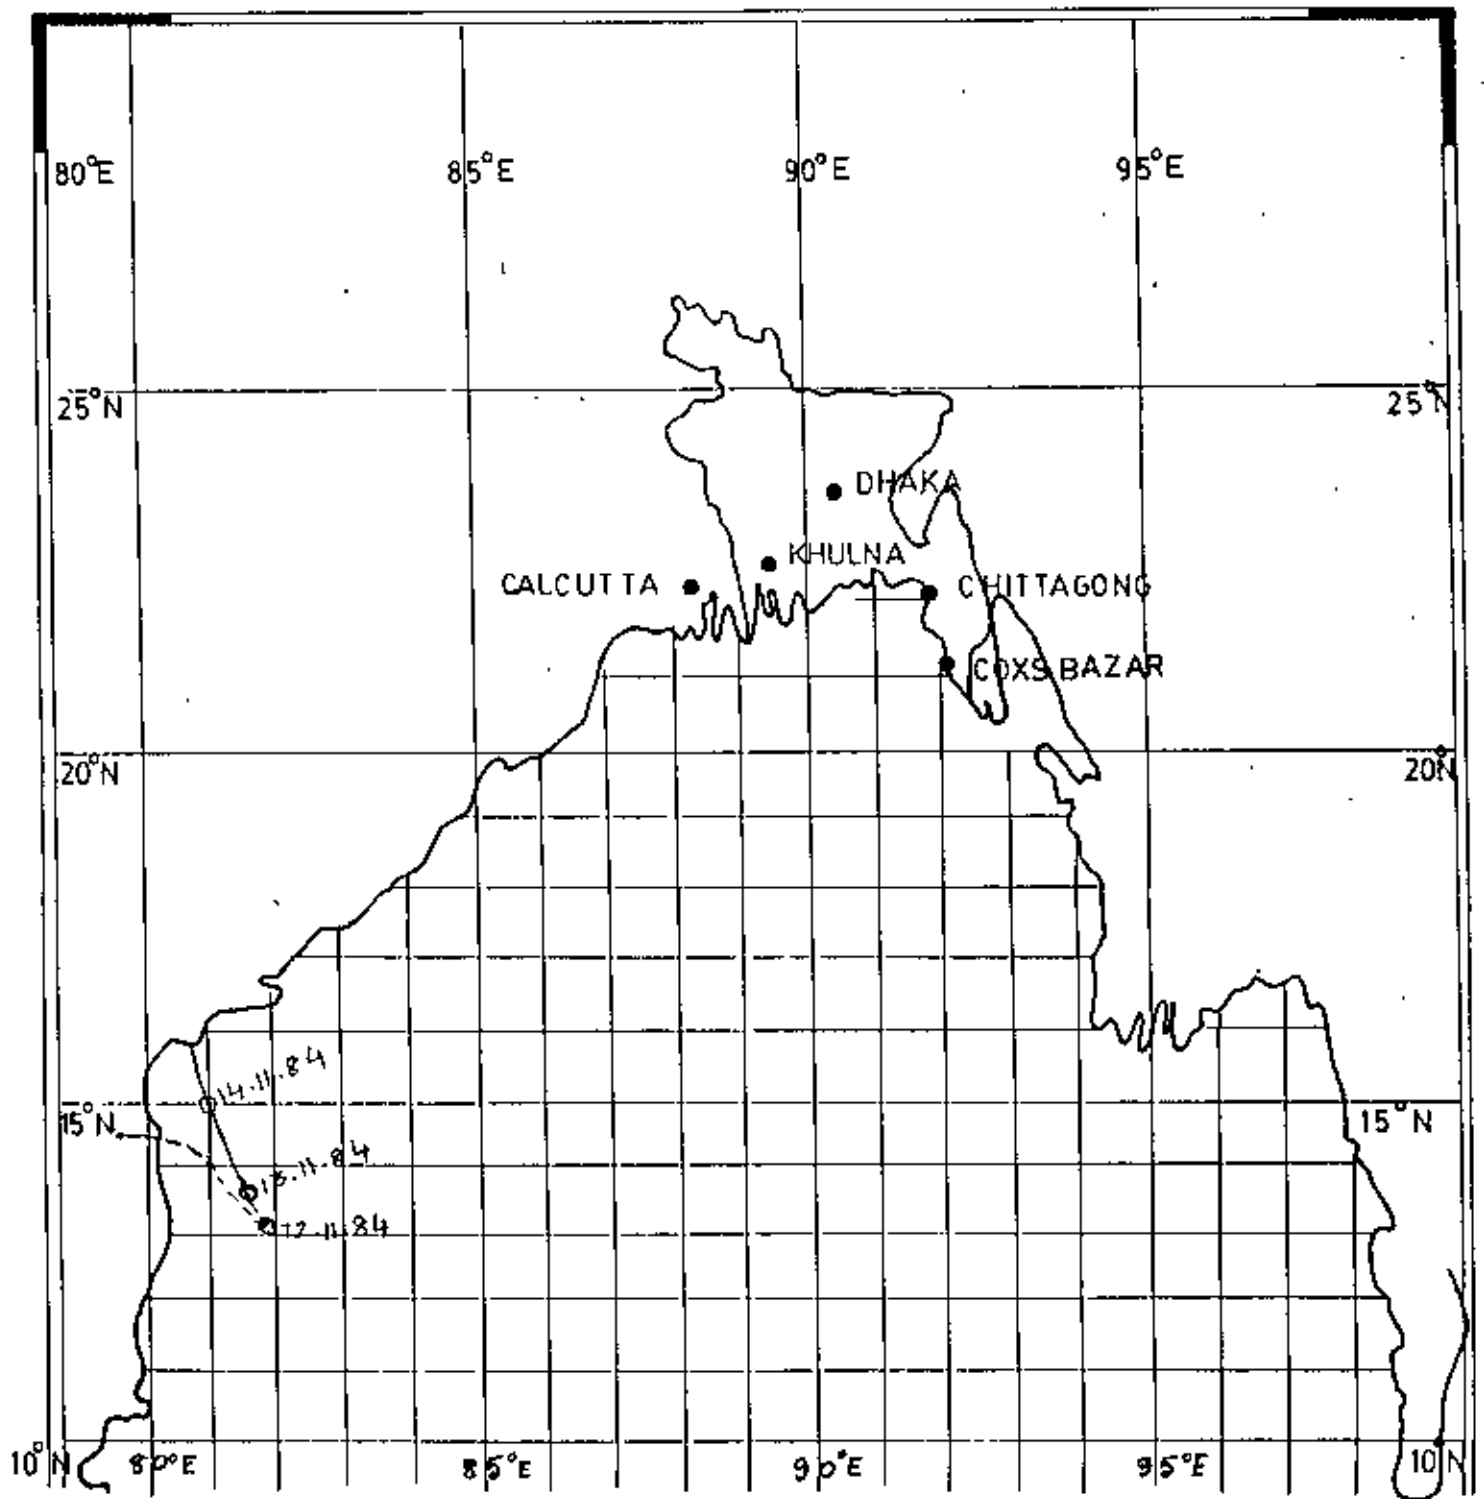 80°E 85°E 90°E 95°E
25°N 25°N
DHAKA
KHULNA
CALCUTTA CHITTAGONG
COXS BAZAR
20°N 20°N
14.11.84
15°N 15°N
13.11.84
12.11.84
10°N 80°E 85°E 90°E 95°E 10°N